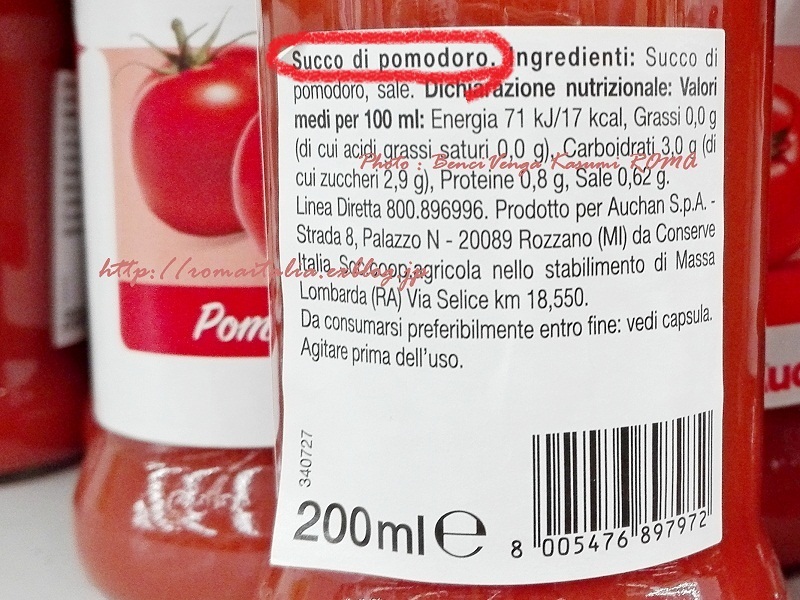 Succo di pomodoro. Ingredienti: Succo di
pomodoro, sale. Dichiarazione nutrizionale: Valori
medi per 100 ml: Energia 71 kJ/17 kcal, Grassi 0,0 g
(di cui acidi grassi saturi 0,0 g), Carboidrati 3,0 g (di
Photo : BenciVenga Kasumi ROMA
cui zuccheri 2,9 g), Proteine 0,8 g, Sale 0,62 g.
Linea Diretta 800.896996. Prodotto per Auchan S.p.A. -
Strada 8, Palazzo N - 20089 Rozzano (MI) da Conserve
Italia Soc.coop.agricola nello stabilimento di Massa
http://romaitalia.exblog.jp
Lombarda (RA) Via Selice km 18,550.
Da consumarsi preferibilmente entro fine: vedi capsula.
Agitare prima dell'uso.
Pom
340727
200ml e
8 005476 897972